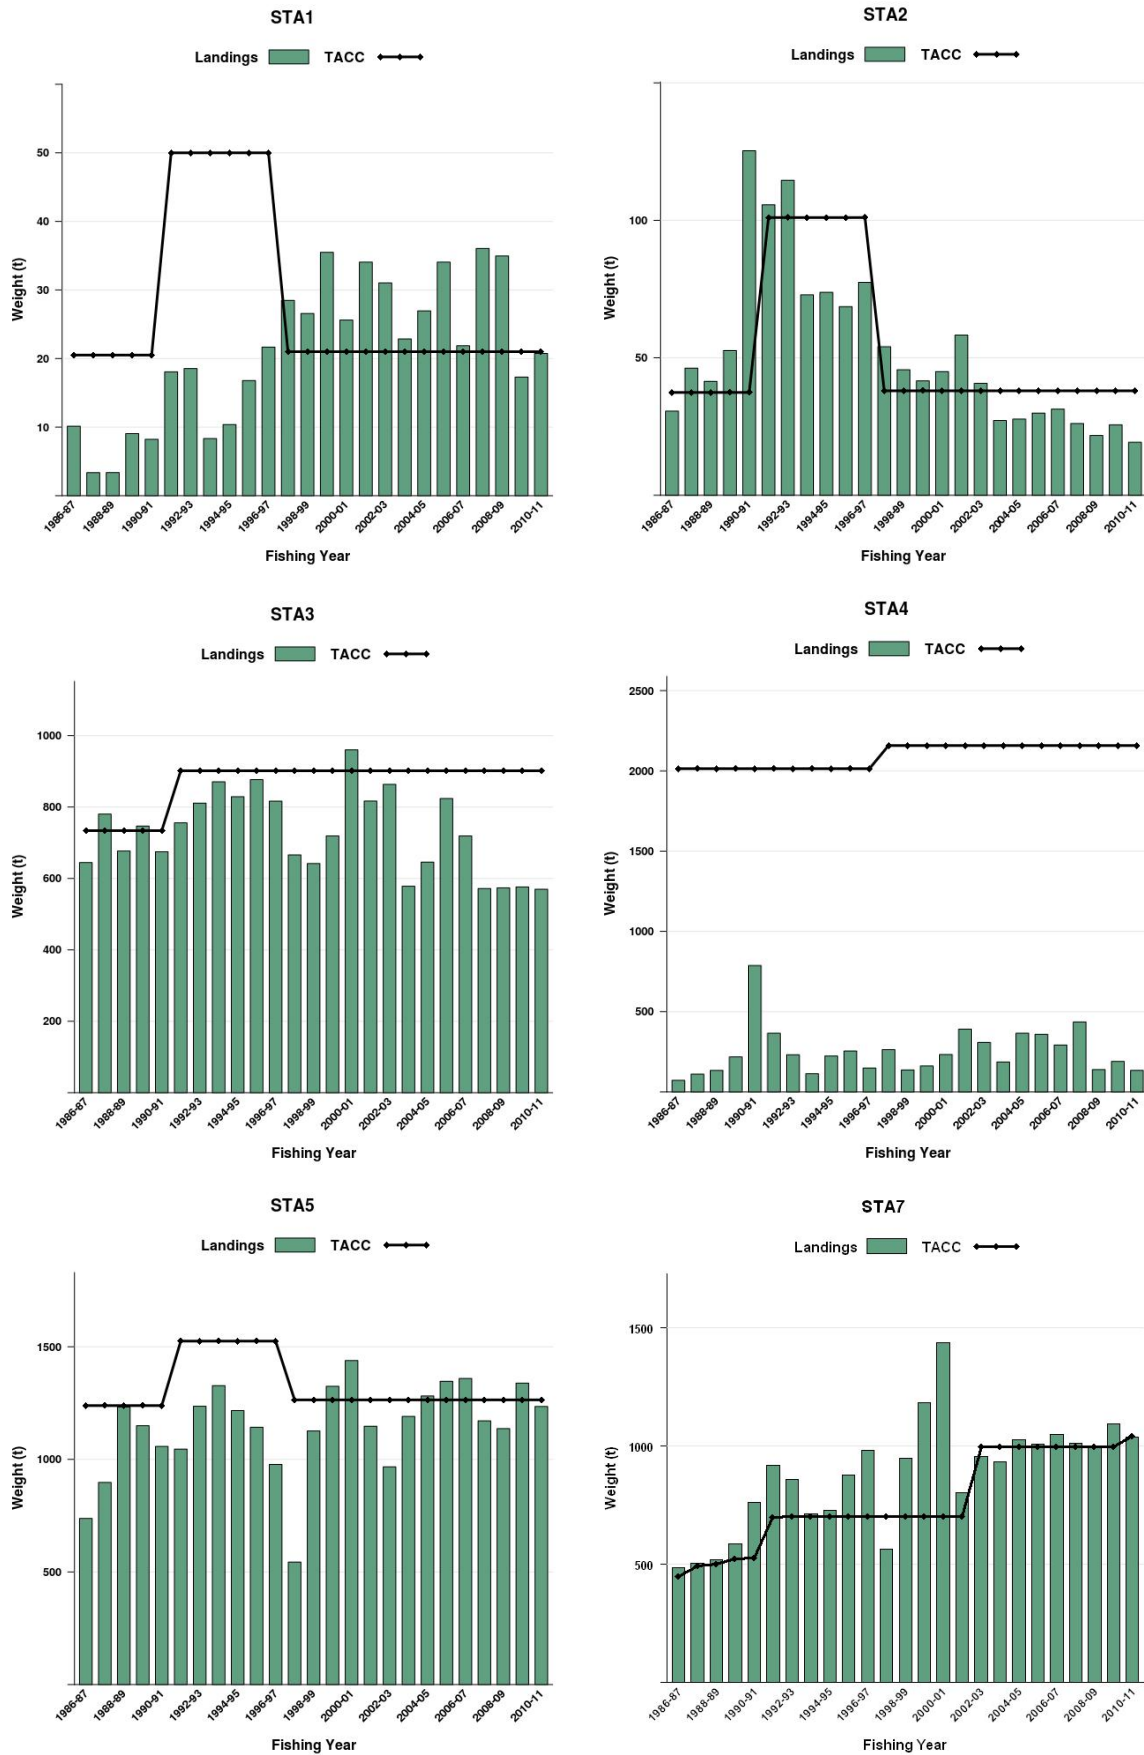 STA1
Landings TACC
Weight (t)
50
40
30
20
10
1986-87 1988-89 1990-91 1992-93 1994-95 1996-97 1998-99 2000-01 2002-03 2004-05 2006-07 2008-09 2010-11
Fishing Year
STA2
Landings TACC
Weight (t)
100
50
1986-87 1988-89 1990-91 1992-93 1994-95 1996-97 1998-99 2000-01 2002-03 2004-05 2006-07 2008-09 2010-11
Fishing Year
STA3
Landings TACC
Weight (t)
1000
800
600
400
200
1986-87 1988-89 1990-91 1992-93 1994-95 1996-97 1998-99 2000-01 2002-03 2004-05 2006-07 2008-09 2010-11
Fishing Year
STA4
Landings TACC
Weight (t)
2500
2000
1500
1000
500
1986-87 1988-89 1990-91 1992-93 1994-95 1996-97 1998-99 2000-01 2002-03 2004-05 2006-07 2008-09 2010-11
Fishing Year
STA5
Landings TACC
Weight (t)
1500
1000
500
1986-87 1988-89 1990-91 1992-93 1994-95 1996-97 1998-99 2000-01 2002-03 2004-05 2006-07 2008-09 2010-11
Fishing Year
STA7
Landings TACC
Weight (t)
1500
1000
500
1986-87 1988-89 1990-91 1992-93 1994-95 1996-97 1998-99 2000-01 2002-03 2004-05 2006-07 2008-09 2010-11
Fishing Year